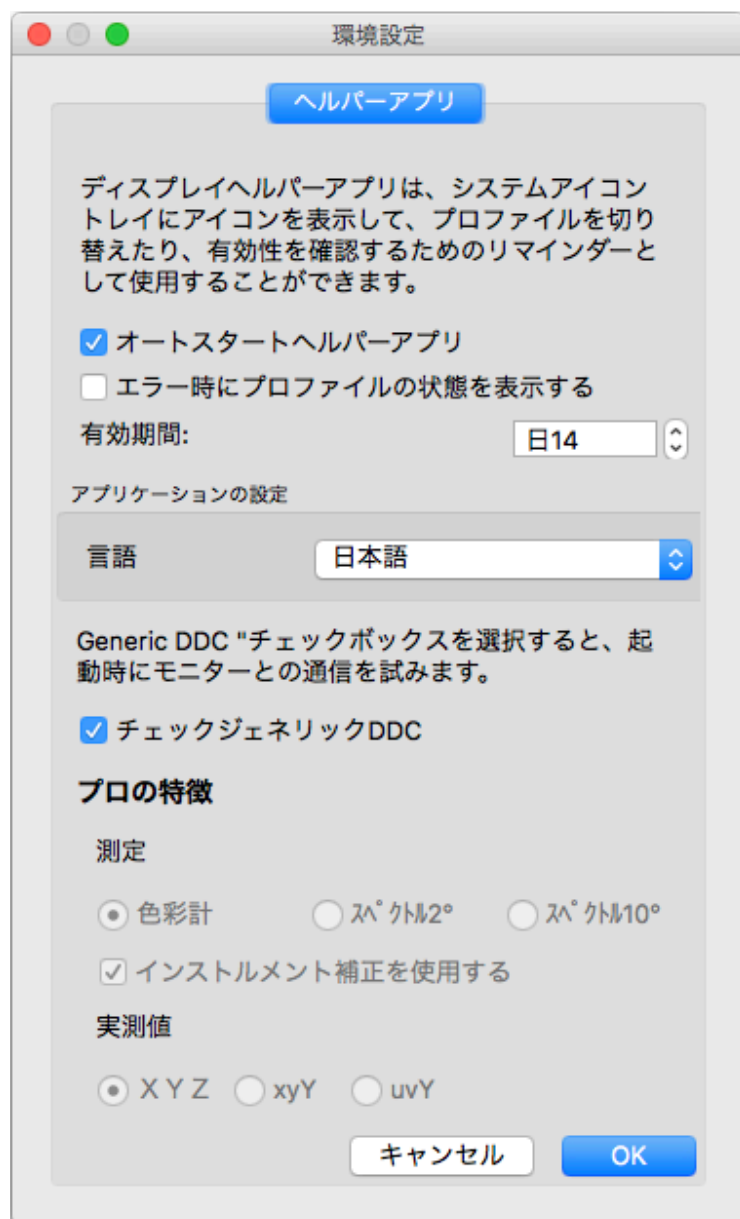 環境設定
ヘルパーアプリ
ディスプレイヘルパーアプリは、システムアイコン
トレイにアイコンを表示して、プロファイルを切り
替えたり、有効性を確認するためのリマインダーと
して使用することができます。
オートスタートヘルパーアプリ
エラー時にプロファイルの状態を表示する
有効期間: 日14
アプリケーションの設定
言語 日本語
Generic DDC "チェックボックスを選択すると、起
動時にモニターとの通信を試みます。
チェックジェネリックDDC
プロの特徴
測定
色彩計 ｽﾍﾟｸﾄﾙ2° ｽﾍﾟｸﾄﾙ10°
インストルメント補正を使用する
実測値
X Y Z xyY uvY
キャンセル OK